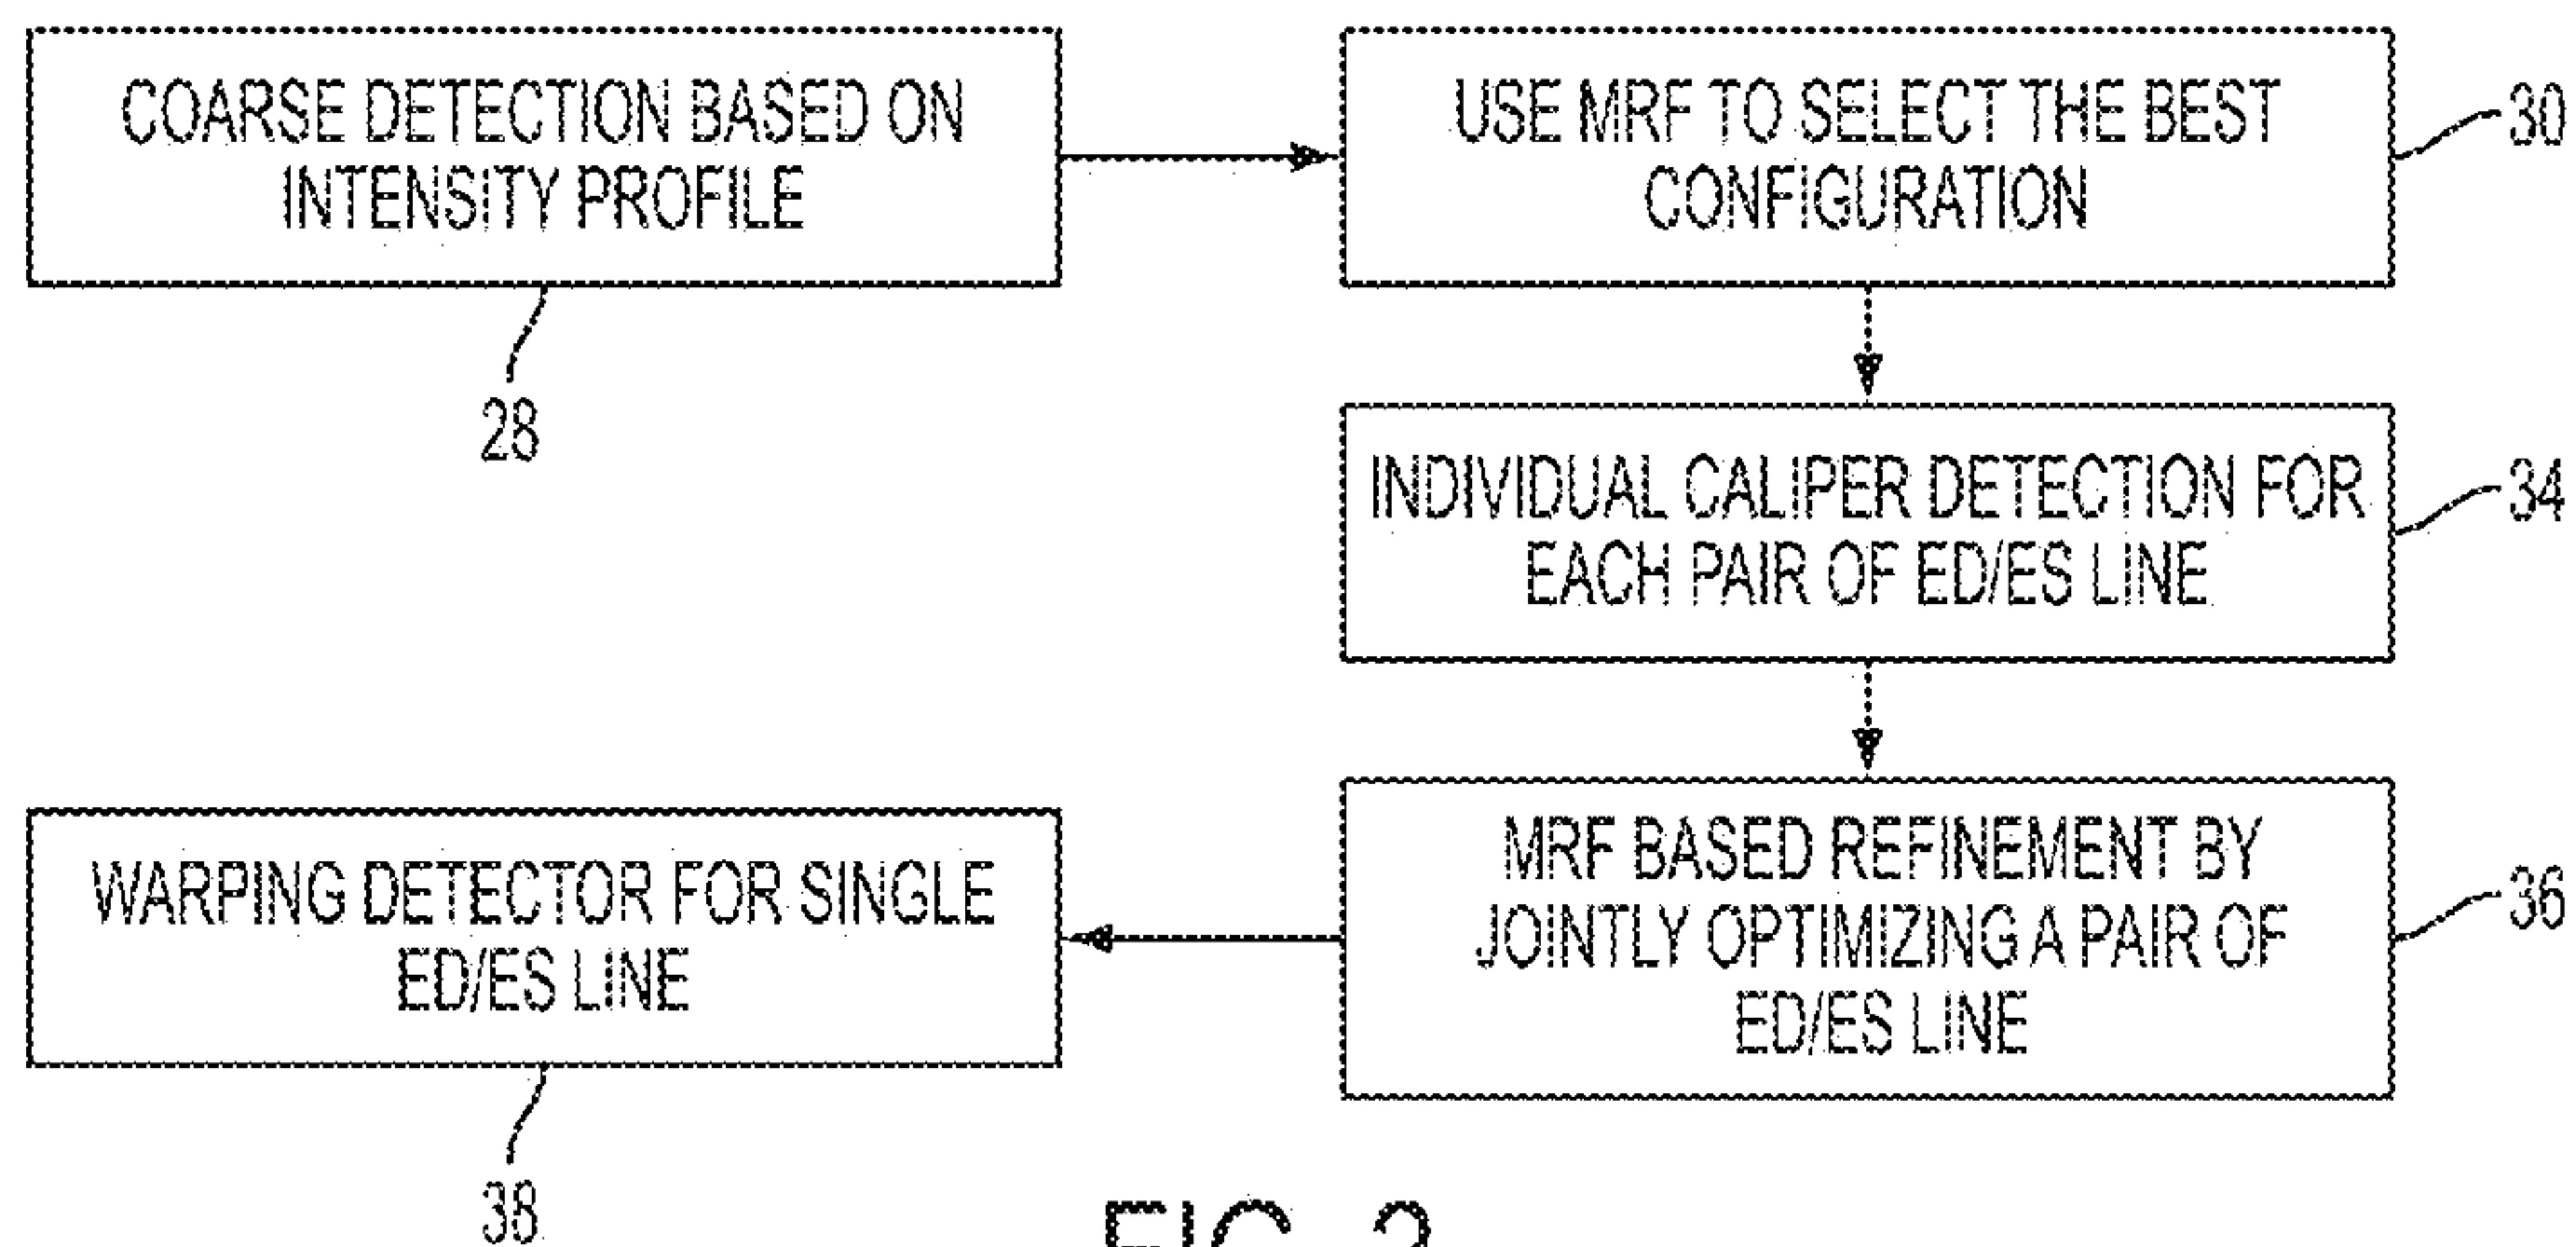 COARSE DETECTION BASED ON
INTENSITY PROFILE
28
USE MRF TO SELECT THE BEST
CONFIGURATION
30
INDIVIDUAL CALIPER DETECTION FOR
EACH PAIR OF ED/ES LINE
34
MRF BASED REFINEMENT BY
JOINTLY OPTIMIZING A PAIR OF
ED/ES LINE
36
WARPING DETECTOR FOR SINGLE
ED/ES LINE
38
FIG.